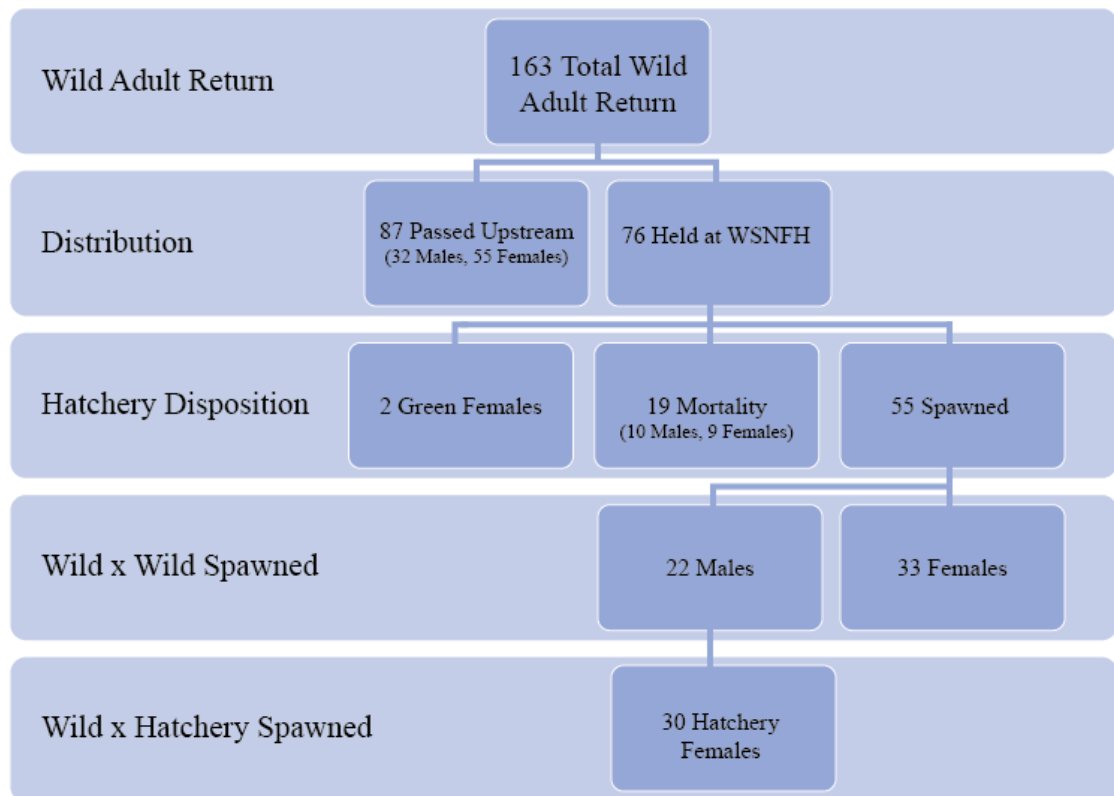 Wild Adult Return
163 Total Wild
Adult Return
Distribution
87 Passed Upstream
(32 Males, 55 Females)
76 Held at WSNFH
Hatchery Disposition
2 Green Females
19 Mortality
(10 Males, 9 Females)
55 Spawned
Wild x Wild Spawned
22 Males
33 Females
Wild x Hatchery Spawned
30 Hatchery
Females